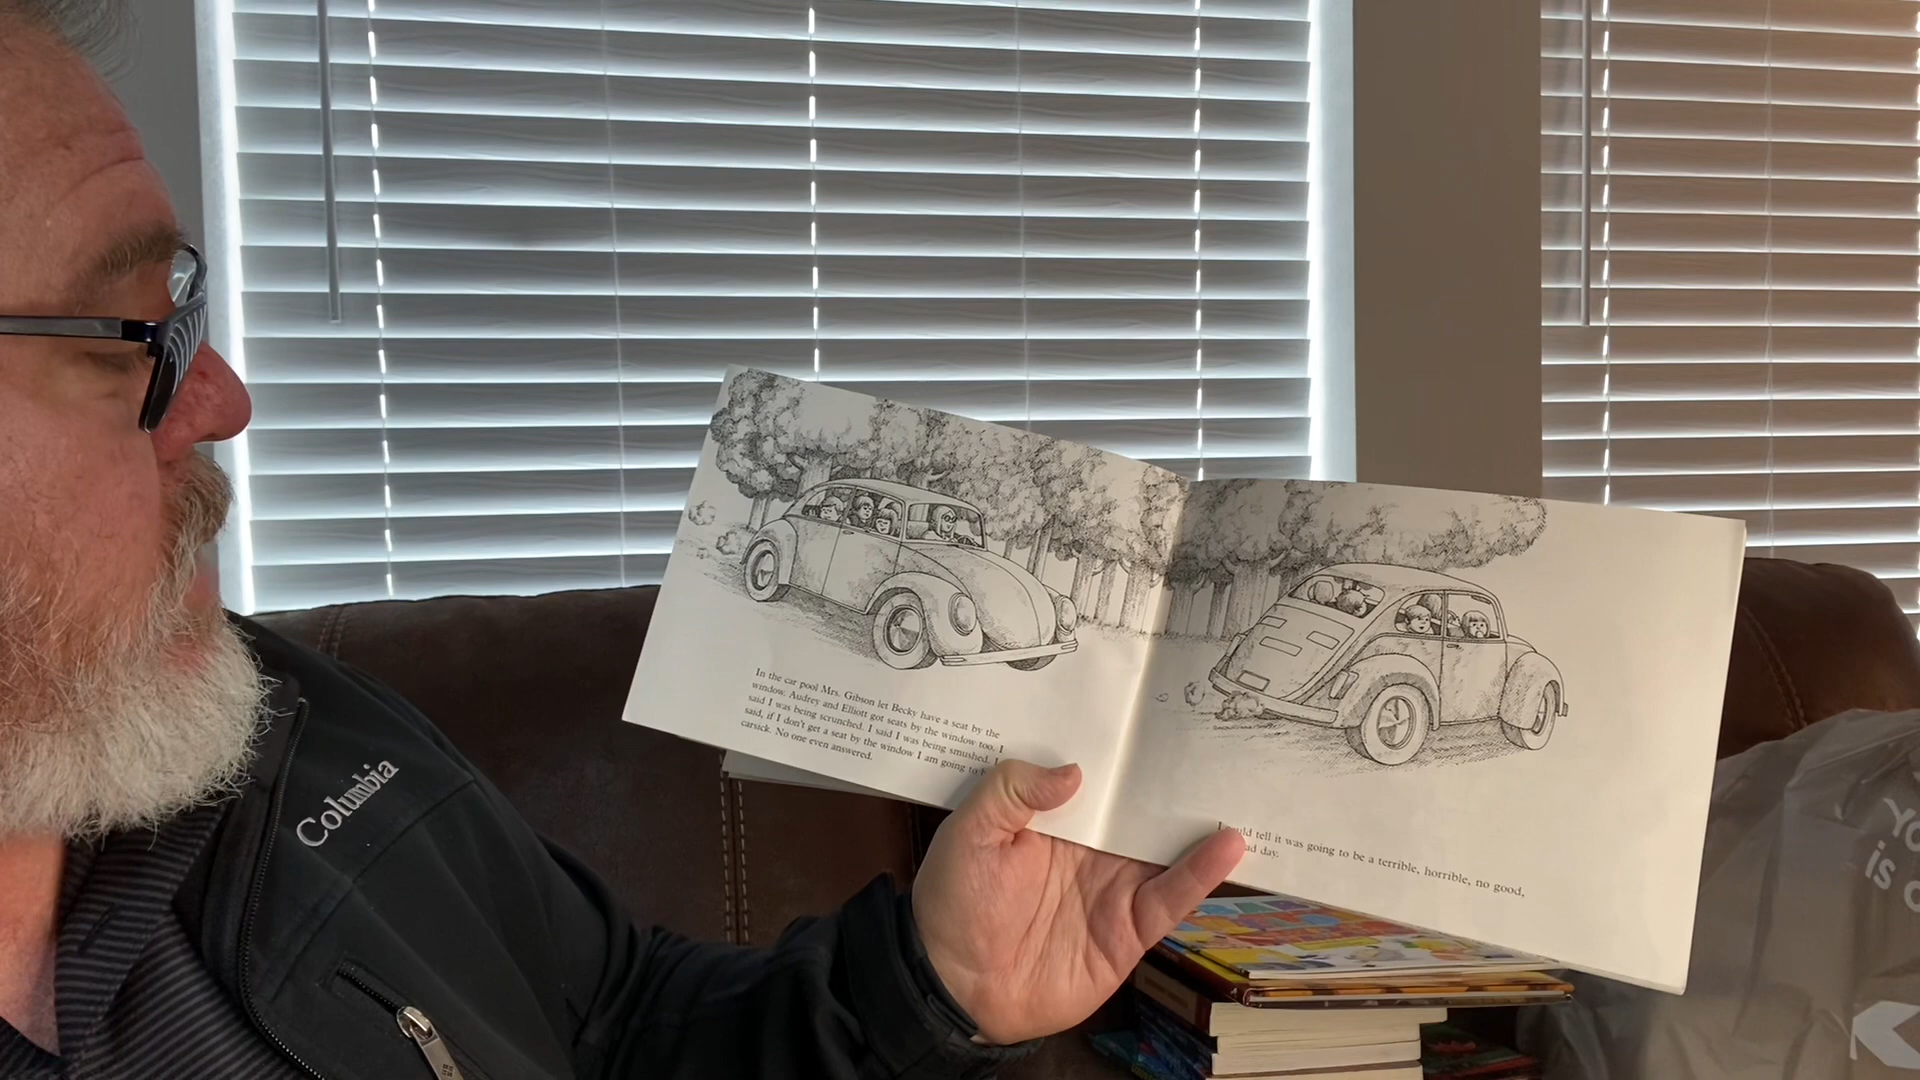 Columbia
In the car pool Mrs. Gibson let Becky have a seat by the
window. Audrey and Elliott got seats by the window too. I
said I was being scrunched. I said I was being smushed. I
said, if I don't get a seat by the window I am going to
carsick. No one even answered.
I could tell it was going to be a terrible, horrible, no good,
day.
is